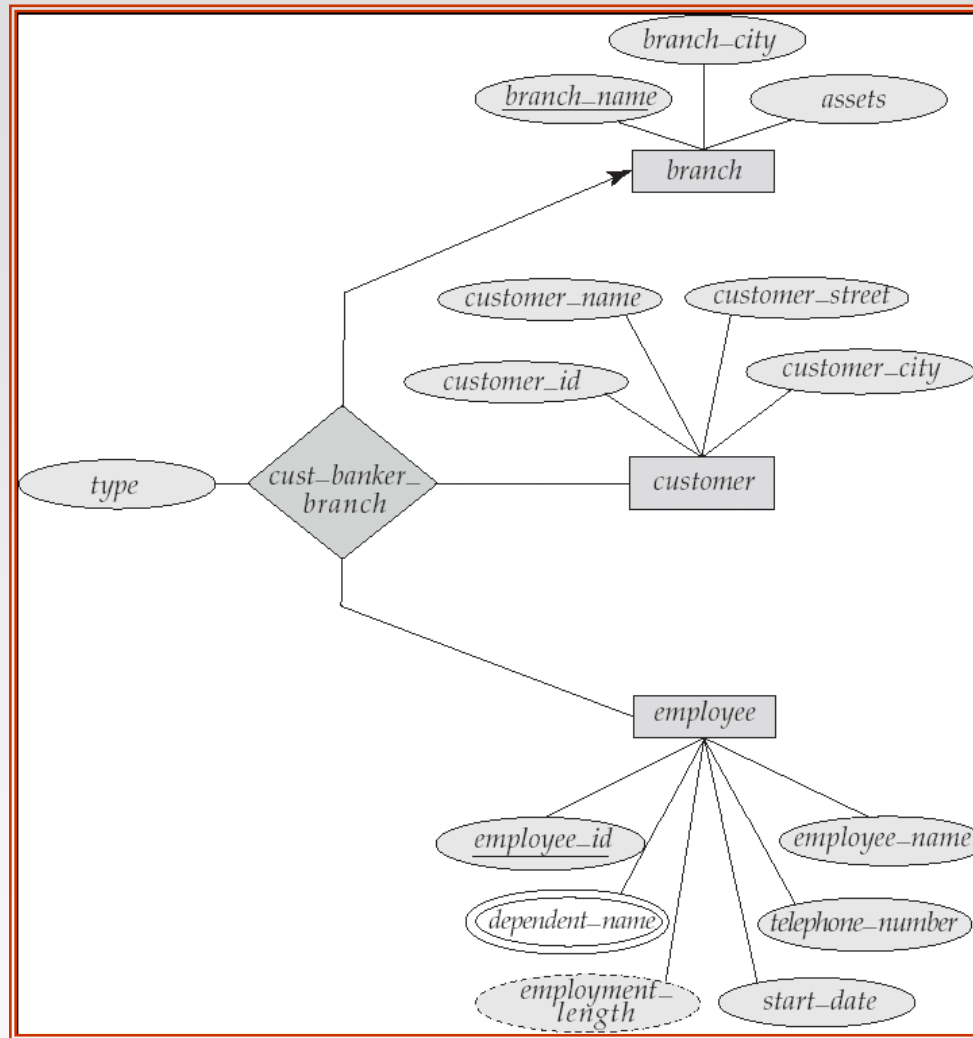 branch_city
branch_name
assets
branch
customer_name
customer_street
customer_id
customer_city
type
cust_banker_
branch
customer
employee
employee_id
employee_name
dependent_name
telephone_number
employment_
length
start_date